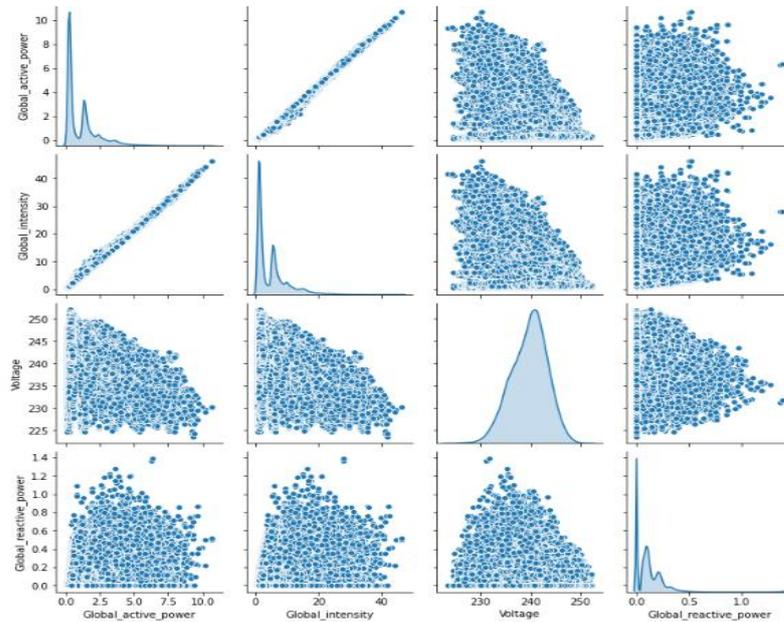 Global_active_power
10
8
6
4
2
0
Global_intensity
40
30
20
10
0
Voltage
250
245
240
235
230
225
Global_reactive_power
1.4
1.2
1.0
0.8
0.6
0.4
0.2
0.0
0.0 2.5 5.0 7.5 10.0
Global_active_power
0 20 40
Global_intensity
230 240 250
Voltage
0.0 0.5 1.0
Global_reactive_power